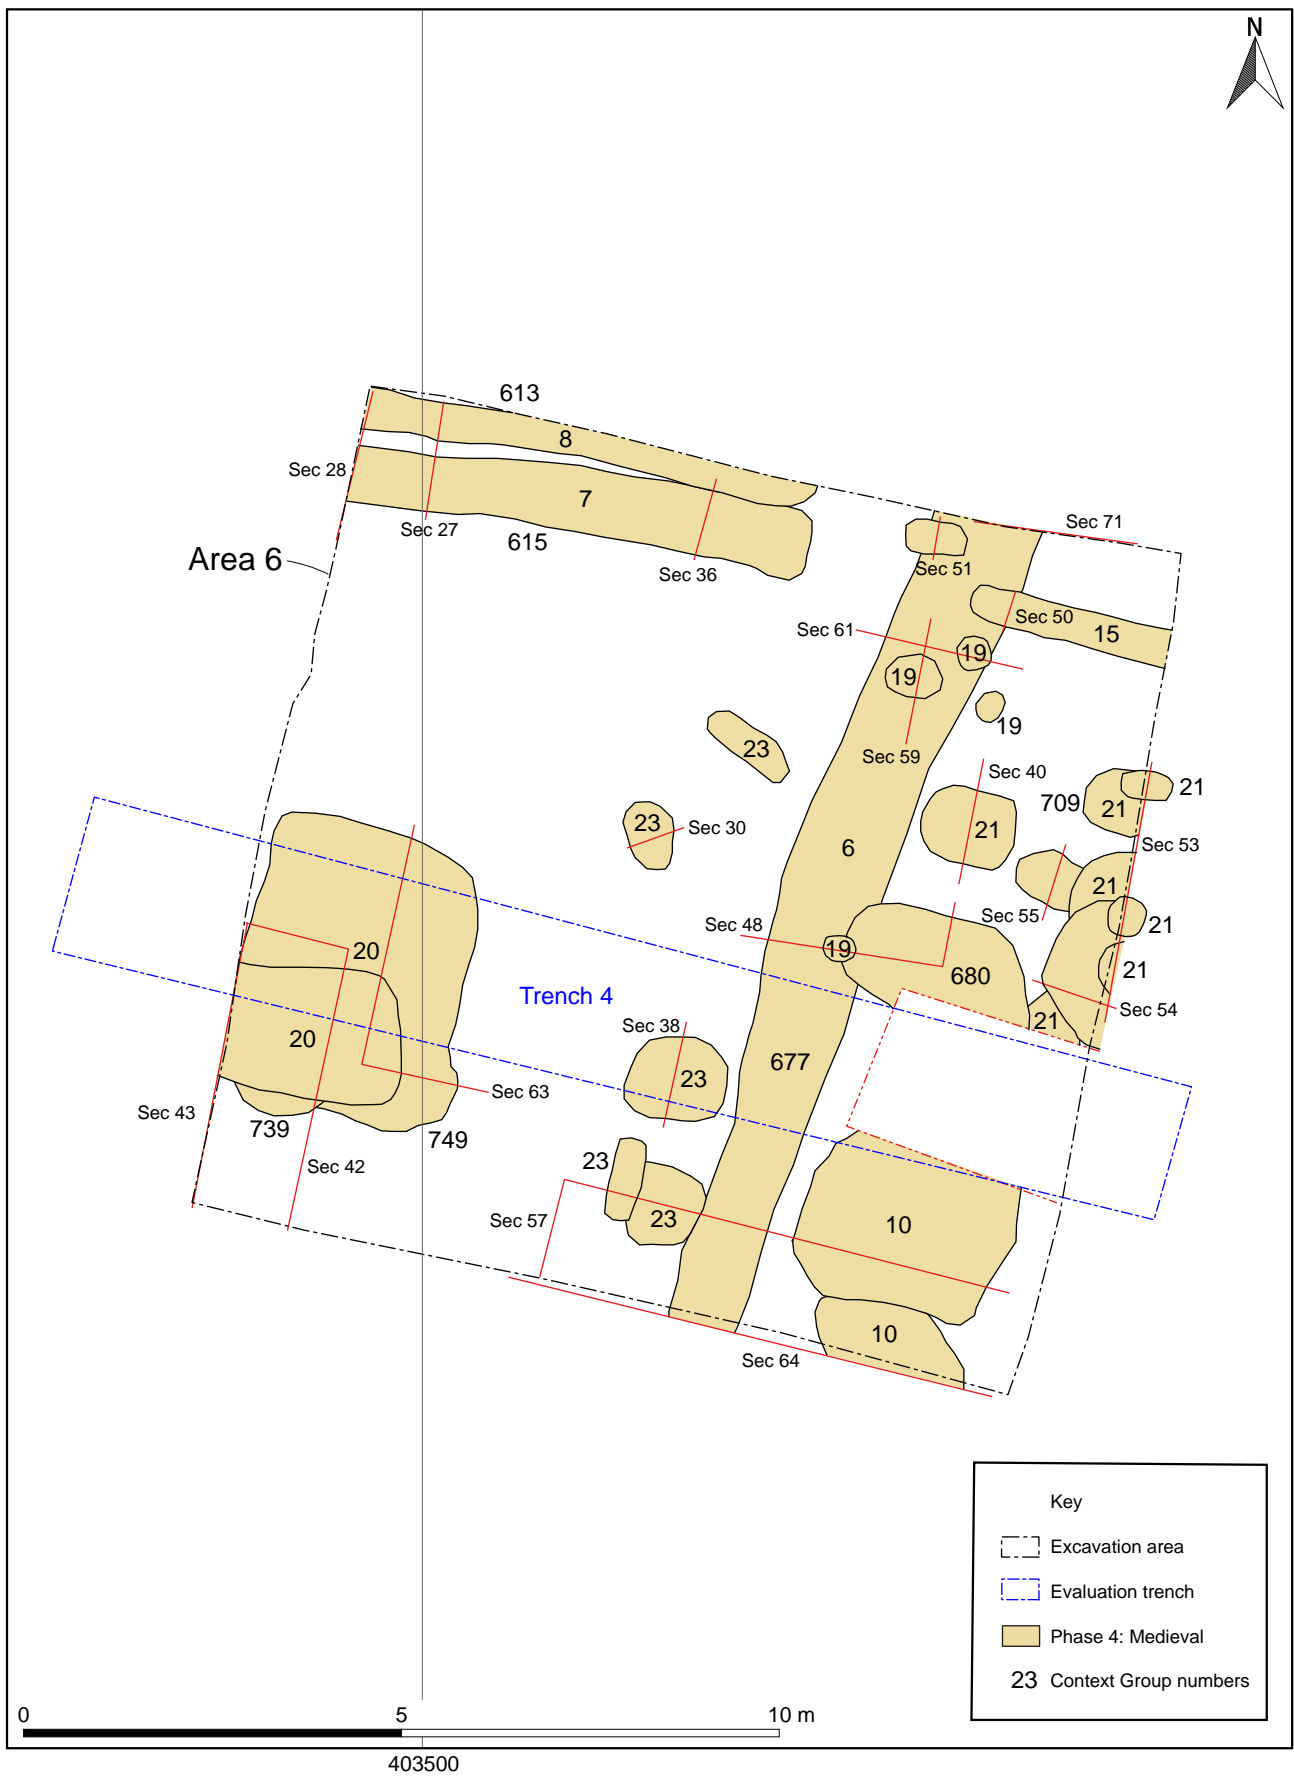 N
613
8
Sec 28
7
Sec 27
615
Sec 71
Area 6
Sec 36
Sec 51
Sec 50
Sec 61
15
19
19
19
23
Sec 59
Sec 40
21
709
21
23
Sec 30
21
6
Sec 53
21
Sec 55
Sec 48
21
19
20
680
21
Trench 4
Sec 54
21
Sec 38
20
677
23
Sec 63
Sec 43
739
749
23
Sec 42
Sec 57
23
10
10
Sec 64
Key
Excavation area
Evaluation trench
Phase 4: Medieval
23 Context Group numbers
0 5 10 m
403500